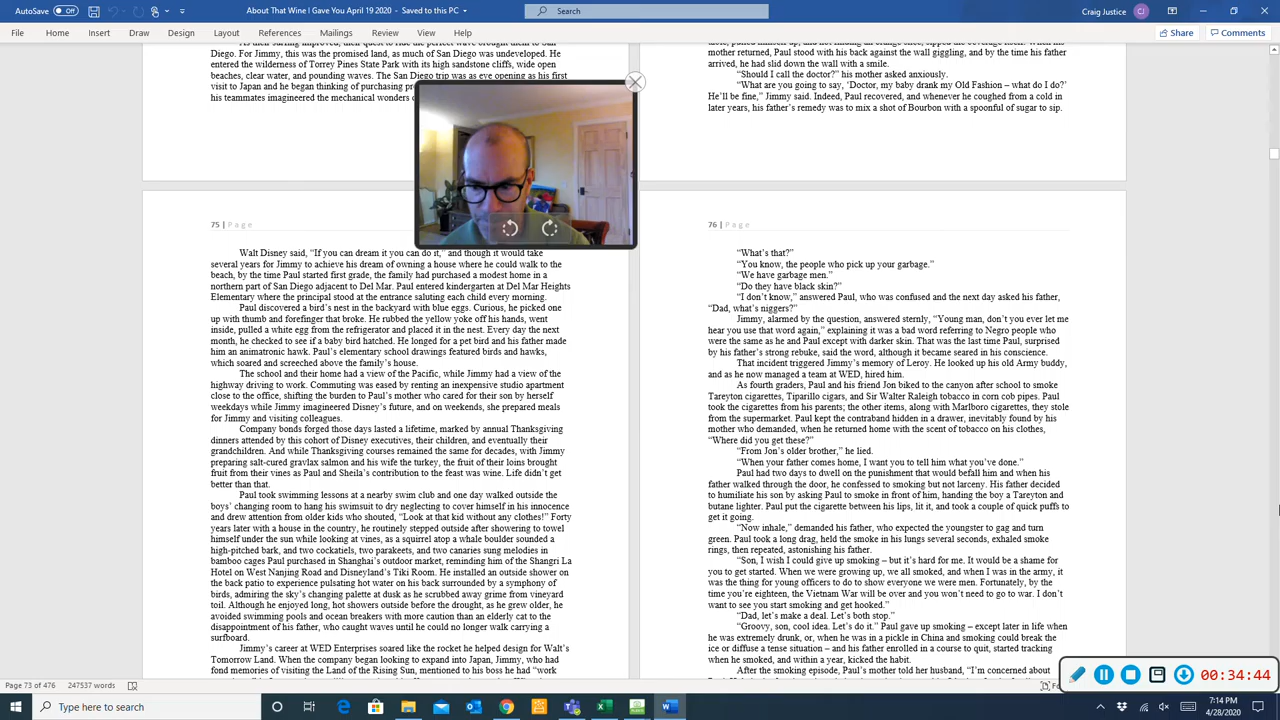 All That Wine I Gave You April 19 2020 - Saved to this PC
Search
Craig Justice
File Home Insert Draw Design Layout References Mailings Review View Help
Share Comments
Diego. For Jimmy, this was the promised land, as much of San Diego was undeveloped. He
entered the wilderness of Torrey Pines State Park with its high sandstone cliffs, wide open
beaches, clear water, and pounding waves. The San Diego trip was as eye opening as his first
visit to Japan and he began thinking of purchasing
his teammates imagineered the mechanical wonders
mother returned, Paul stood with his back against the wall giggling, and by the time his father
arrived, he had slid down the wall with a smile.
“Should I call the doctor?” his mother asked anxiously.
“What are you going to say, ‘Doctor, my baby drank my Old Fashion – what do I do?’
He’ll be fine,” Jimmy said. Indeed, Paul recovered, and whenever he coughed from a cold in
later years, his father’s remedy was to mix a shot of Bourbon with a spoonful of sugar to sip.
75 | Page
Walt Disney said, “If you can dream it you can do it,” and though it would take
several years for Jimmy to achieve his dream of owning a house where he could walk to the
beach, by the time Paul started first grade, the family had purchased a modest home in a
northern part of San Diego adjacent to Del Mar. Paul entered kindergarten at Del Mar Heights
Elementary where the principal stood at the entrance saluting each child every morning.
Paul discovered a bird’s nest in the backyard with blue eggs. Curious, he picked one
up with thumb and forefinger that broke. He rubbed the yellow yoke off his hands, went
inside, pulled a white egg from the refrigerator and placed it in the nest. Every day the next
month, he checked to see if a baby bird hatched. He longed for a pet bird and his father made
him an animatronic hawk. Paul’s elementary school drawings featured birds and hawks,
which soared and screeched above the family’s house.
The school and their home had a view of the Pacific, while Jimmy had a view of the
highway driving to work. Commuting was eased by renting an inexpensive studio apartment
close to the office, shifting the burden to Paul’s mother who cared for their son by herself
weekdays while Jimmy imagineered Disney’s future, and on weekends, she prepared meals
for Jimmy and visiting colleagues.
Company bonds forged those days lasted a lifetime, marked by annual Thanksgiving
dinners attended by this cohort of Disney executives, their children, and eventually their
grandchildren. And while Thanksgiving courses remained the same for decades, with Jimmy
preparing salt-cured gravlax salmon and his wife the turkey, the fruit of their loins brought
fruit from their vines as Paul and Sheila’s contribution to the feast was wine. Life didn’t get
better than that.
Paul took swimming lessons at a nearby swim club and one day walked outside the
boys’ changing room to hang his swimsuit to dry neglecting to cover himself in his innocence
and drew attention from older kids who shouted, “Look at that kid without any clothes!” Forty
years later with a house in the country, he routinely stepped outside after showering to towel
himself under the sun while looking at vines, as a squirrel atop a whale boulder sounded a
high-pitched bark, and two cockatiels, two parakeets, and two canaries sung melodies in
bamboo cages Paul purchased in Shanghai’s outdoor market, reminding him of the Shangri La
Hotel on West Nanjing Road and Disneyland’s Tiki Room. He installed an outside shower on
the back patio to experience pulsating hot water on his back surrounded by a symphony of
birds, admiring the sky’s changing palette at dusk as he scrubbed away grime from vineyard
toil. Although he enjoyed long, hot showers outside before the drought, as he grew older, he
avoided swimming pools and ocean breakers with more caution than an elderly cat to the
disappointment of his father, who caught waves until he could no longer walk carrying a
surfboard.
Jimmy’s career at WED Enterprises soared like the rocket he helped design for Walt’s
Tomorrow Land. When the company began looking to expand into Japan, Jimmy, who had
fond memories of visiting the Land of the Rising Sun, mentioned to his boss he had “work
76 | Page
“What’s that?”
“You know, the people who pick up your garbage.”
“We have garbage men.”
“Do they have black skin?”
“I don’t know,” answered Paul, who was confused and the next day asked his father,
“Dad, what’s niggers?”
Jimmy, alarmed by the question, answered sternly, “Young man, don’t you ever let me
hear you use that word again,” explaining it was a bad word referring to Negro people who
were the same as he and Paul except with darker skin. That was the last time Paul, surprised
by his father’s strong rebuke, said the word, although it became seared in his conscience.
That incident triggered Jimmy’s memory of Leroy. He looked up his old Army buddy,
and as he now managed a team at WED, hired him.
As fourth graders, Paul and his friend Jon biked to the canyon after school to smoke
Tareyton cigarettes, Tiparillo cigars, and Sir Walter Raleigh tobacco in corn cob pipes. Paul
took the cigarettes from his parents; the other items, along with Marlboro cigarettes, they stole
from the supermarket. Paul kept the contraband hidden in a drawer, inevitably found by his
mother who demanded, when he returned home with the scent of tobacco on his clothes,
“Where did you get these?”
“From Jon’s older brother,” he lied.
“When your father comes home, I want you to tell him what you’ve done.”
Paul had two days to dwell on the punishment that would befall him and when his
father walked through the door, he confessed to smoking but not larceny. His father decided
to humiliate his son by asking Paul to smoke in front of him, handing the boy a Tareyton and
butane lighter. Paul put the cigarette between his lips, lit it, and took a couple of quick puffs to
get it going.
“Now inhale,” demanded his father, who expected the youngster to gag and turn
green. Paul took a long drag, held the smoke in his lungs several seconds, exhaled smoke
rings, then repeated, astonishing his father.
“Son, I wish I could give up smoking – but it’s hard for me. It would be a shame for
you to get started. When we were growing up, we all smoked, and when I was in the army, it
was the thing for young officers to do to show everyone we were men. Fortunately, by the
time you’re eighteen, the Vietnam War will be over and you won’t need to go to war. I don’t
want to see you start smoking and get hooked.”
“Dad, let’s make a deal. Let’s both stop.”
“Groovy, son, cool idea. Let’s do it.” Paul gave up smoking – except later in life when
he was extremely drunk, or, when he was in a pickle in China and smoking could break the
ice or diffuse a tense situation – and his father enrolled in a course to quit, started tracking
when he smoked, and within a year, kicked the habit.
After the smoking episode, Paul’s mother told her husband, “I’m concerned about
Page 73 of 476 247537 words
00:34:44
Type here to search
7:14 PM
4/28/2020